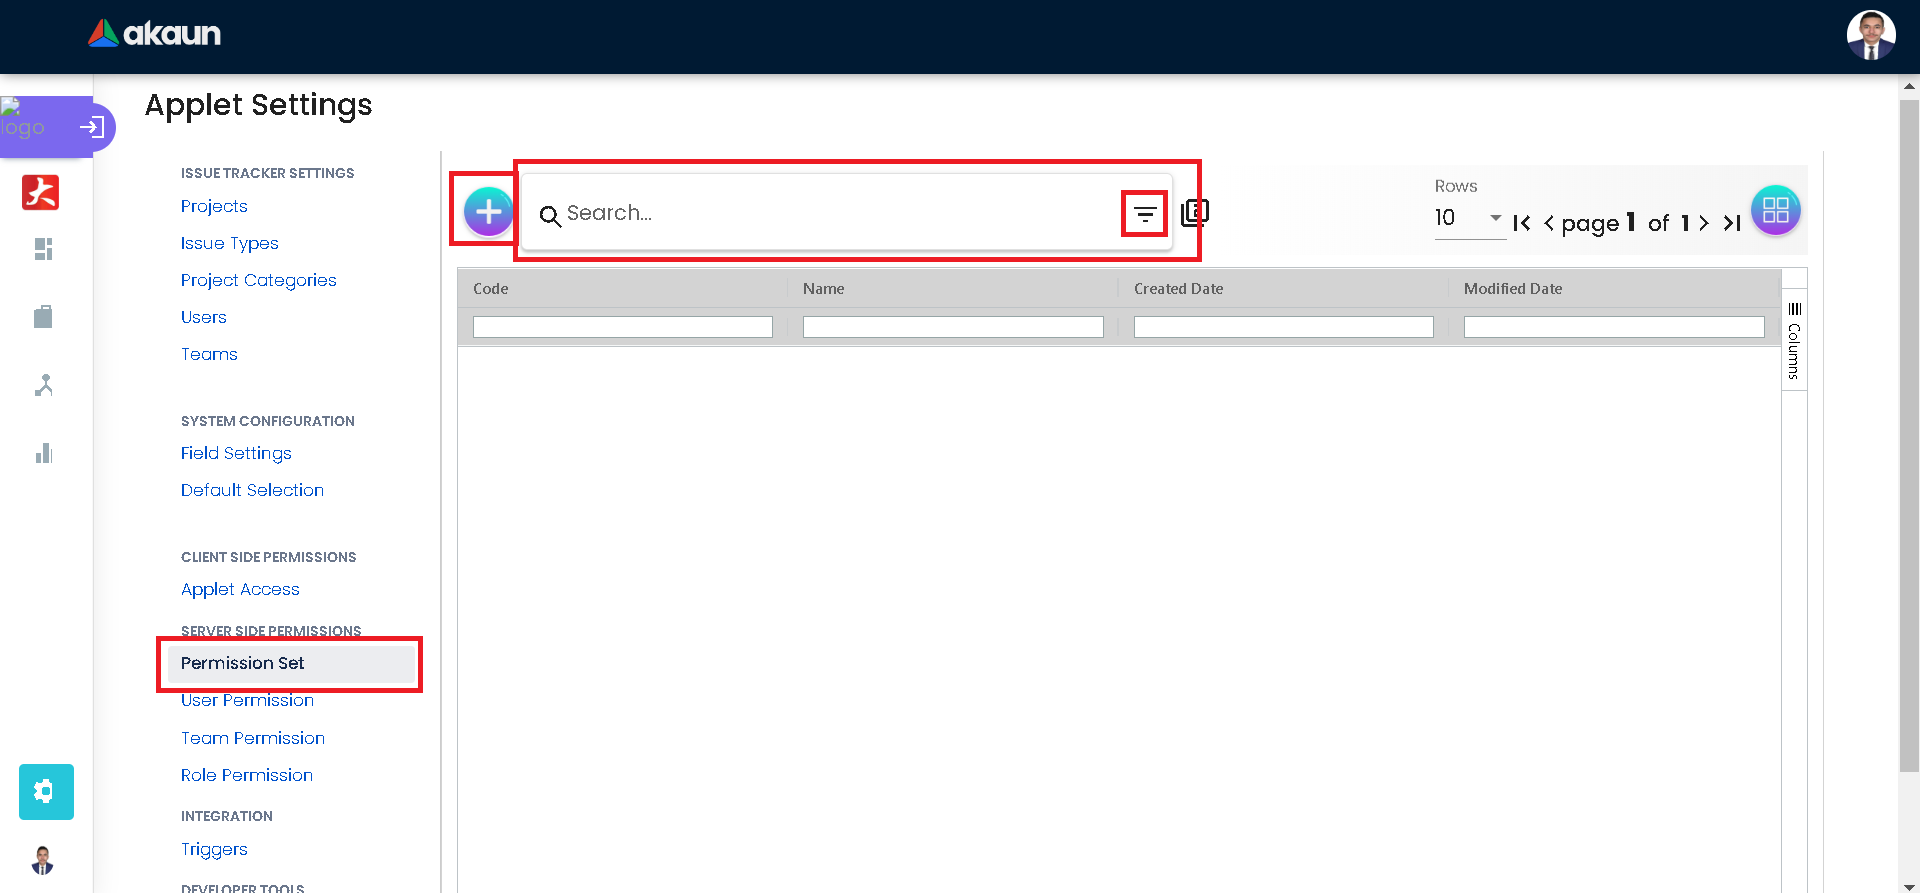 akaun
logo
Applet Settings
ISSUE TRACKER SETTINGS
Projects
Issue Types
Project Categories
Users
Teams
SYSTEM CONFIGURATION
Field Settings
Default Selection
CLIENT SIDE PERMISSIONS
Applet Access
SERVER SIDE PERMISSIONS
Permission Set
User Permission
Team Permission
Role Permission
INTEGRATION
Triggers
DEVELOPER TOOLS
Search...
Rows
10
page 1 of 1
Code Name Created Date Modified Date
Columns